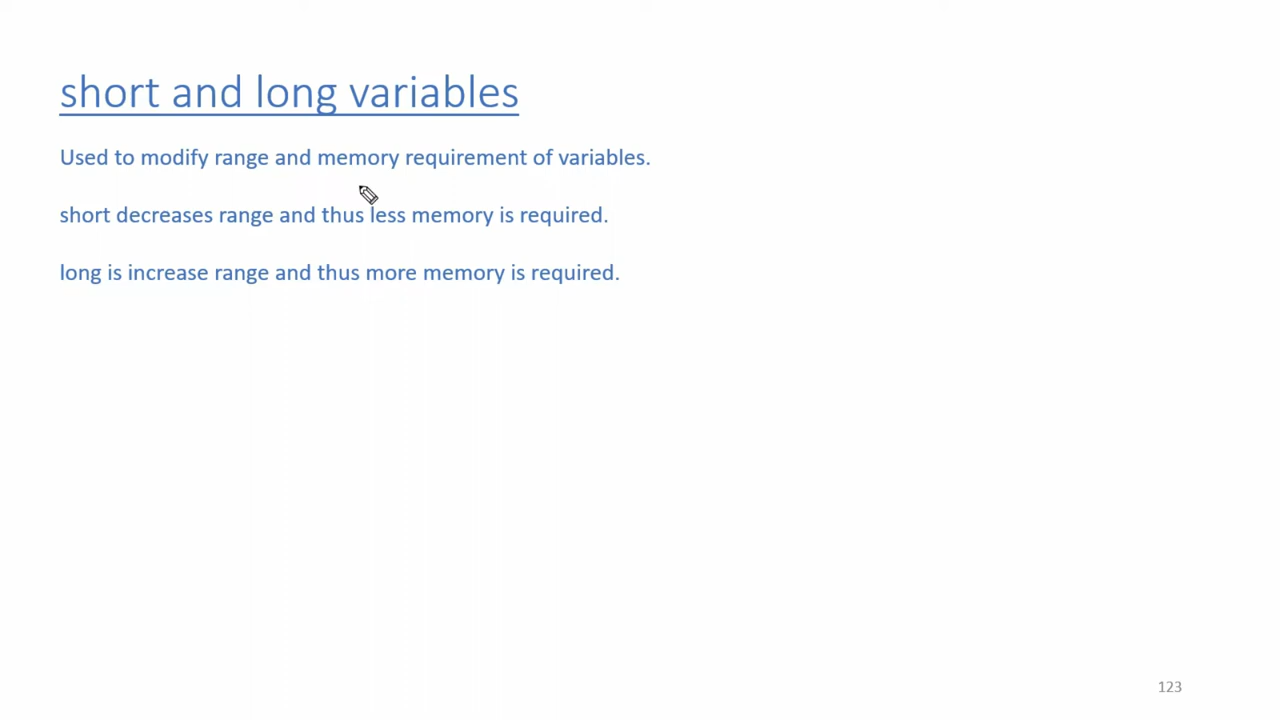 short and long variables
Used to modify range and memory requirement of variables.
short decreases range and thus less memory is required.
long is increase range and thus more memory is required.
123